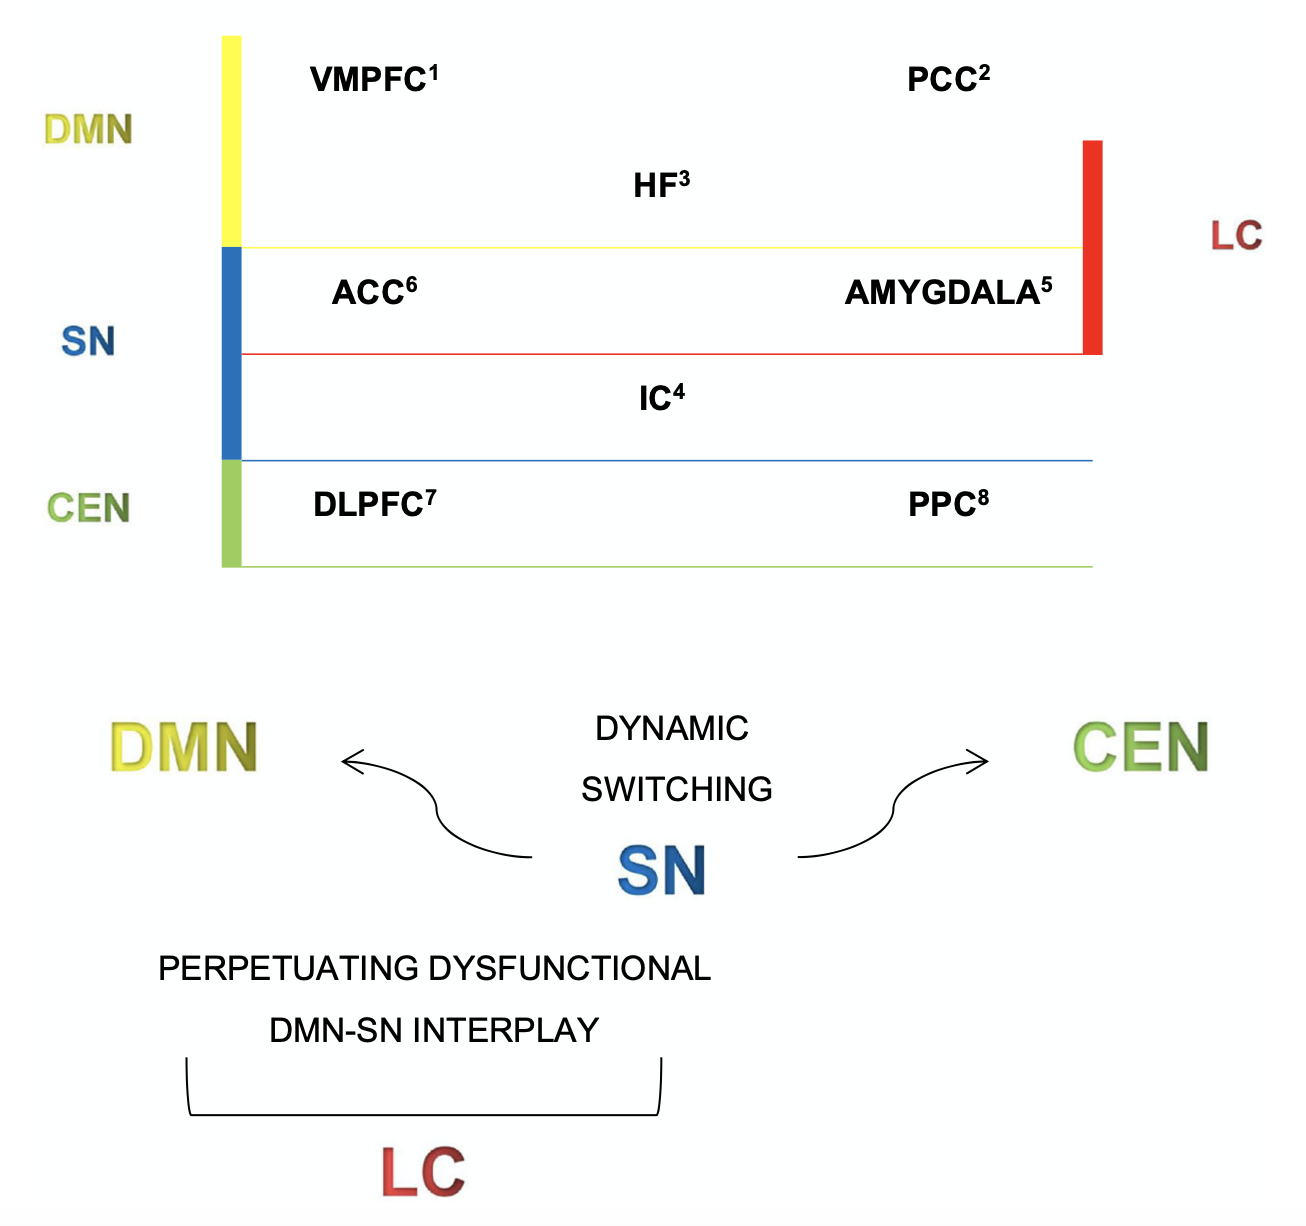 VMPFC¹ PCC²
DMN
HF³
LC
ACC⁶ AMYGDALA⁵
SN
IC⁴
CEN DLPFC⁷ PPC⁸
DYNAMIC
DMN CEN
SWITCHING
SN
PERPETUATING DYSFUNCTIONAL
DMN-SN INTERPLAY
LC